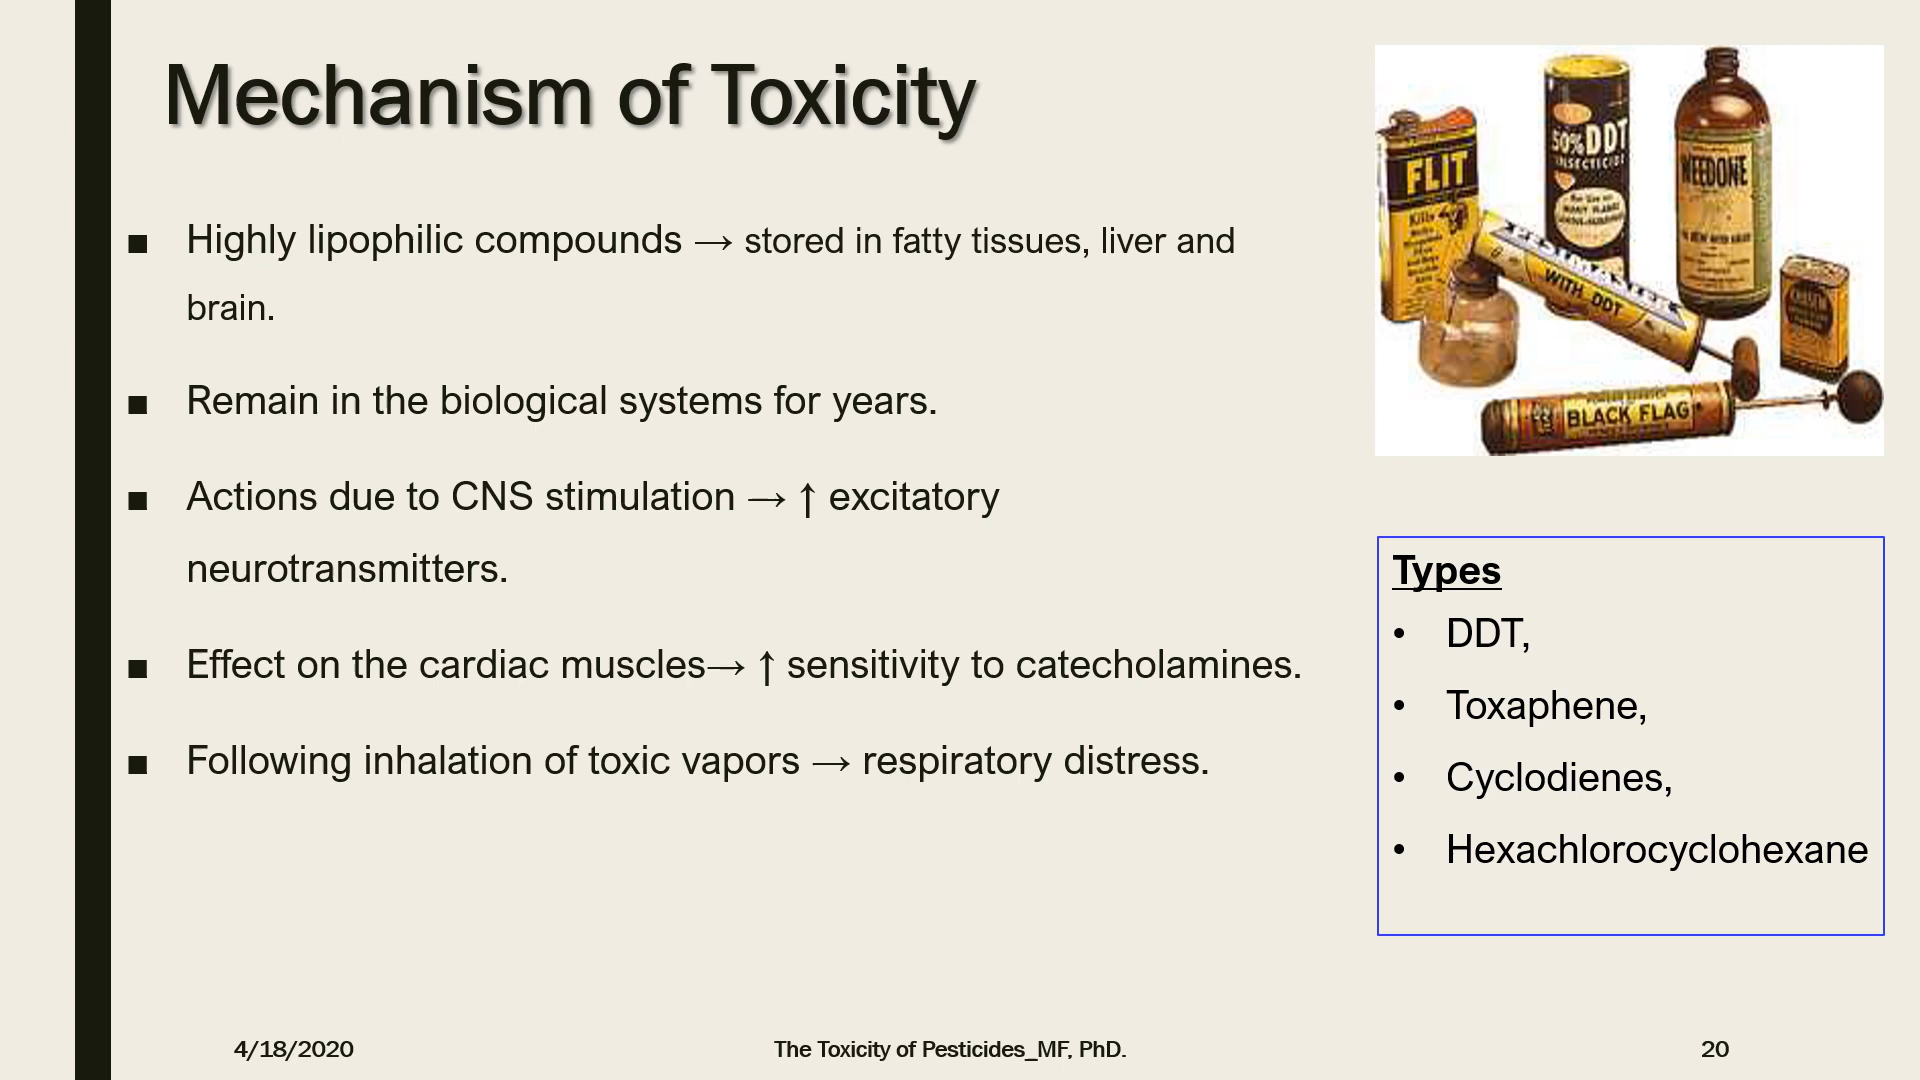 Mechanism of Toxicity
■ Highly lipophilic compounds → stored in fatty tissues, liver and
brain.
■ Remain in the biological systems for years.
■ Actions due to CNS stimulation → ↑ excitatory
neurotransmitters.
■ Effect on the cardiac muscles→ ↑ sensitivity to catecholamines.
■ Following inhalation of toxic vapors → respiratory distress.
FLIT
Kills
50% DDT
INSECTICIDE
WEEDONE
WITH DDT
BLACK FLAG
Types
• DDT,
• Toxaphene,
• Cyclodienes,
• Hexachlorocyclohexane
4/18/2020
The Toxicity of Pesticides_MF, PhD.
20